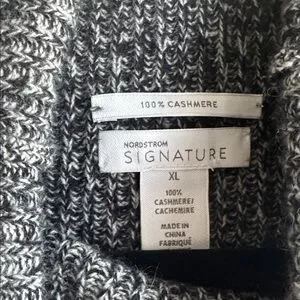 100% CASHMERE
NORDSTROM
SIGNATURE
XL
100%
CASHMERE/
CACHEMIRE
MADE IN
CHINA
FABRIQUÉ